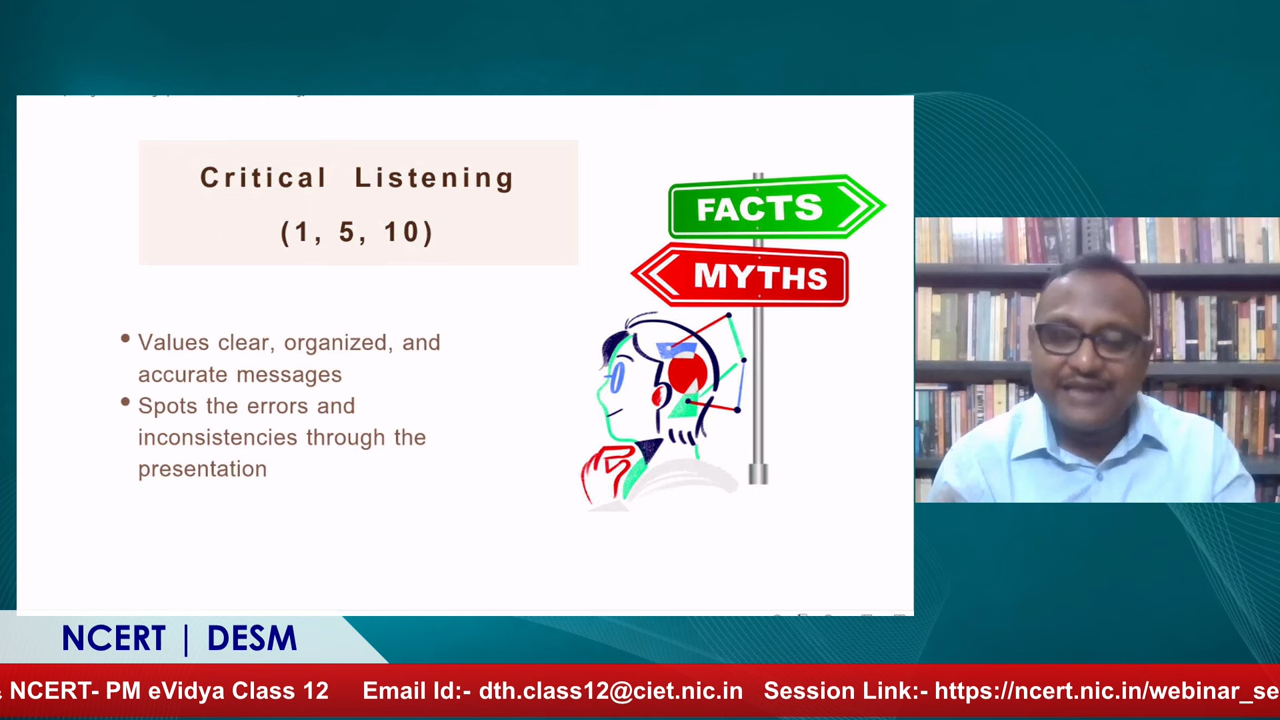 Critical Listening
(1, 5, 10)
• Values clear, organized, and
accurate messages
• Spots the errors and
inconsistencies through the
presentation
FACTS
MYTHS
NCERT | DESM
NCERT- PM eVidya Class 12 Email Id:- dth.class12@ciet.nic.in Session Link:- https://ncert.nic.in/webinar_se